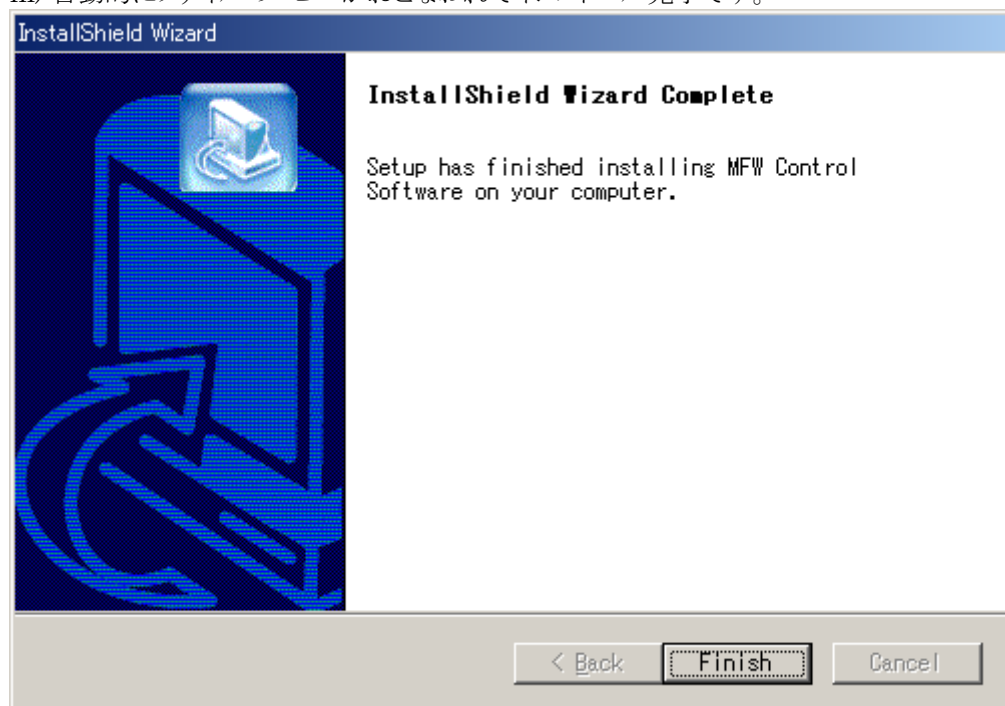 InstallShield Wizard
InstallShield Wizard Complete
Setup has finished installing MFW Control
Software on your computer.
< Back
Finish
Cancel